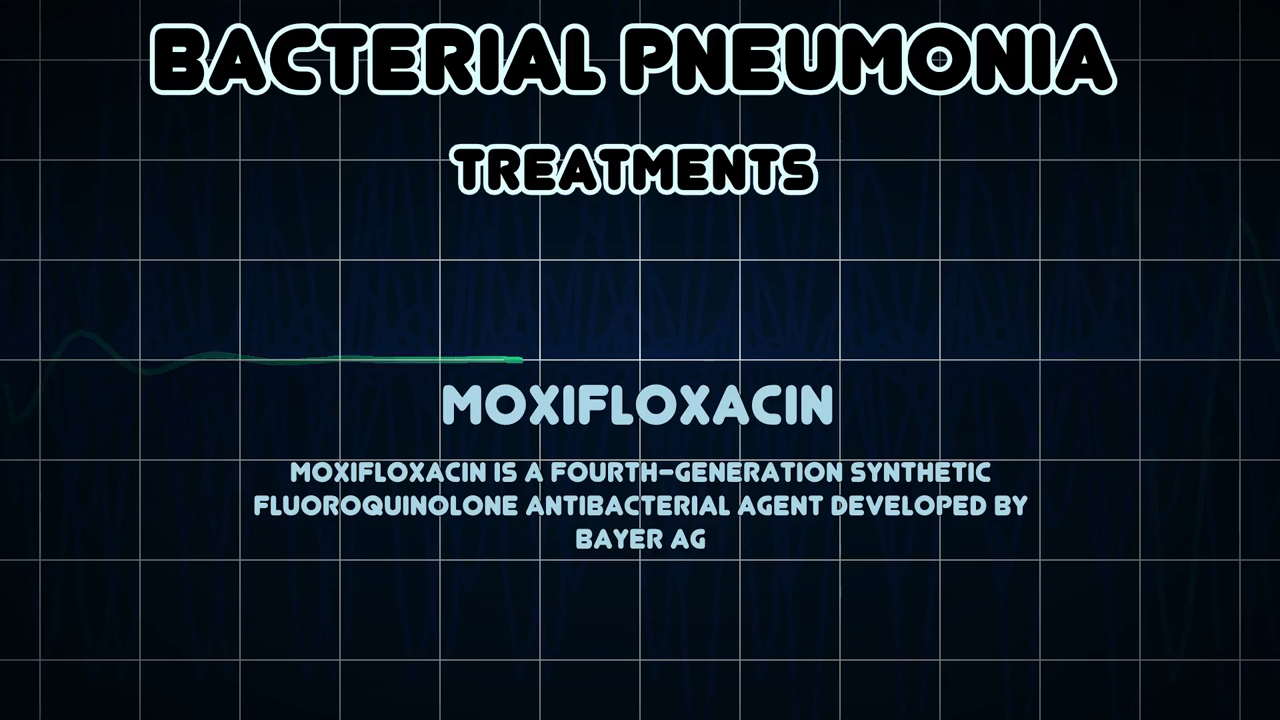 BACTERIAL PNEUMONIA
TREATMENTS
MOXIFLOXACIN
MOXIFLOXACIN IS A FOURTH-GENERATION SYNTHETIC
FLUOROQUINOLONE ANTIBACTERIAL AGENT DEVELOPED BY
BAYER AG